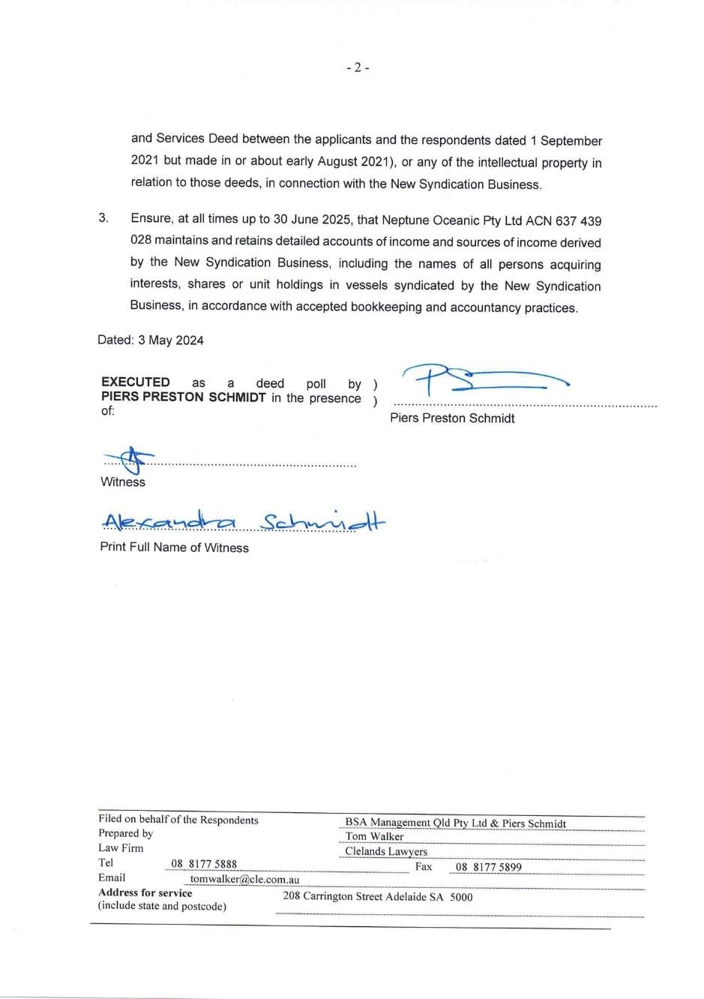 - 2 -
and Services Deed between the applicants and the respondents dated 1 September
2021 but made in or about early August 2021), or any of the intellectual property in
relation to those deeds, in connection with the New Syndication Business.
3. Ensure, at all times up to 30 June 2025, that Neptune Oceanic Pty Ltd ACN 637 439
028 maintains and retains detailed accounts of income and sources of income derived
by the New Syndication Business, including the names of all persons acquiring
interests, shares or unit holdings in vessels syndicated by the New Syndication
Business, in accordance with accepted bookkeeping and accountancy practices.
Dated: 3 May 2024
EXECUTED as a deed poll by )
PIERS PRESTON SCHMIDT in the presence )
of:
PS
Piers Preston Schmidt
Witness
Alexandra Schmidt
Print Full Name of Witness
Filed on behalf of the Respondents BSA Management Qld Pty Ltd & Piers Schmidt
Prepared by Tom Walker
Law Firm Clelands Lawyers
Tel 08 8177 5888 Fax 08 8177 5899
Email tomwalker@cle.com.au
Address for service 208 Carrington Street Adelaide SA 5000
(include state and postcode)